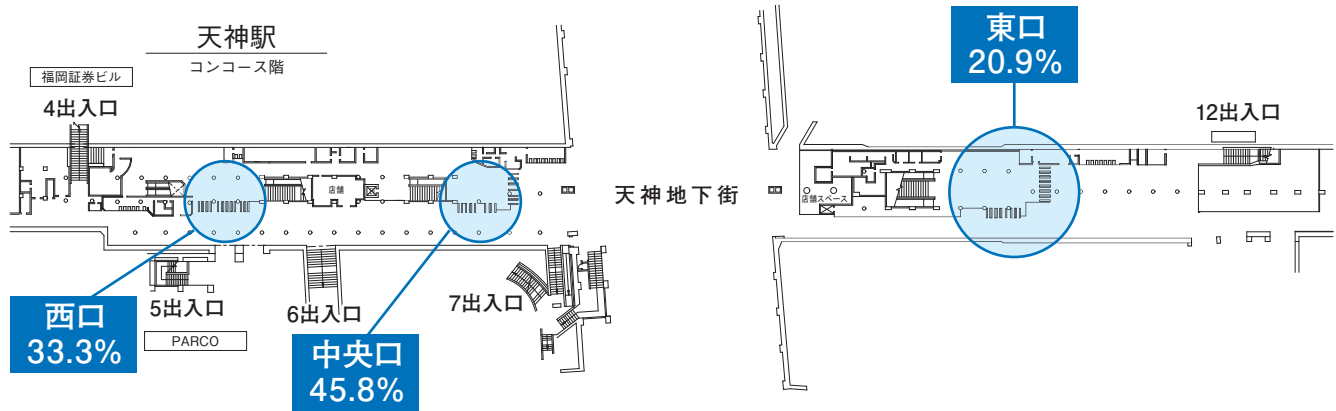 天神駅
コンコース階
福岡証券ビル
4出入口
東口
20.9%
12出入口
店舗
天神地下街
店舗スペース
5出入口
6出入口
7出入口
西口
33.3%
PARCO
中央口
45.8%